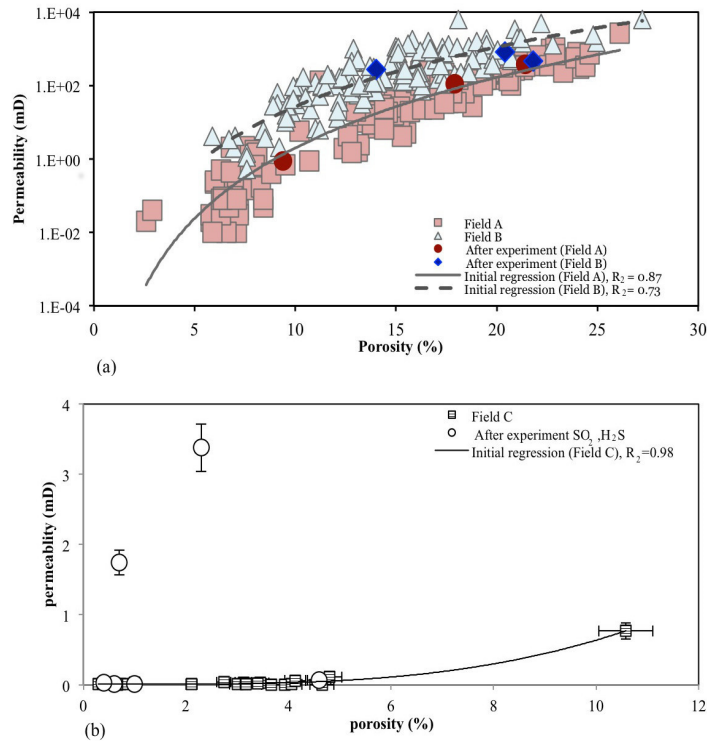 1.E+04
1.E+02
1.E+00
1.E-02
1.E-04
Permeability (mD)
Field A
Field B
After experiment (Field A)
After experiment (Field B)
Initial regression (Field A), R₂ = 0.87
Initial regression (Field B), R₂= 0.73
0 5 10 15 20 25 30
Porosity (%)
(a)
4
3
2
1
0
permeablity (mD)
Field C
After experiment SO₂ ,H₂S
Initial regression (Field C), R₂=0.98
0 2 4 6 8 10 12
porosity (%)
(b)